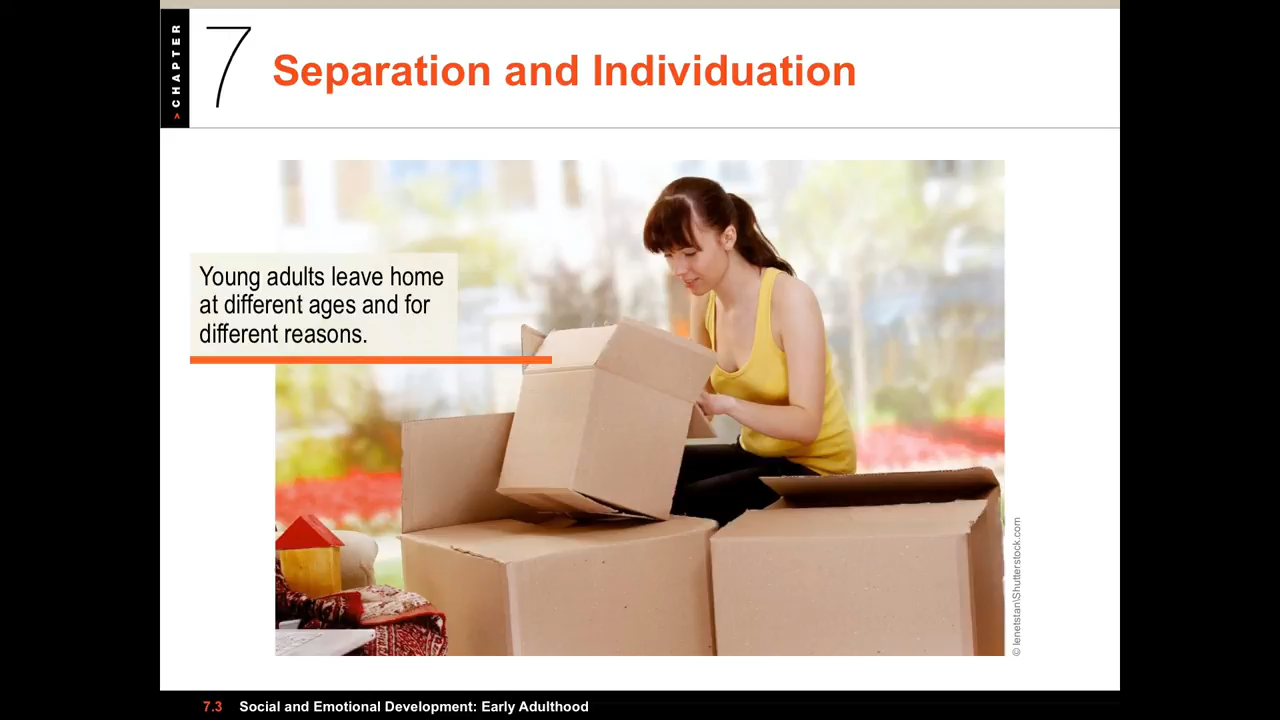 > CHAPTER
7
Separation and Individuation
Young adults leave home
at different ages and for
different reasons.
© lenetstan\Shutterstock.com
7.3 Social and Emotional Development: Early Adulthood